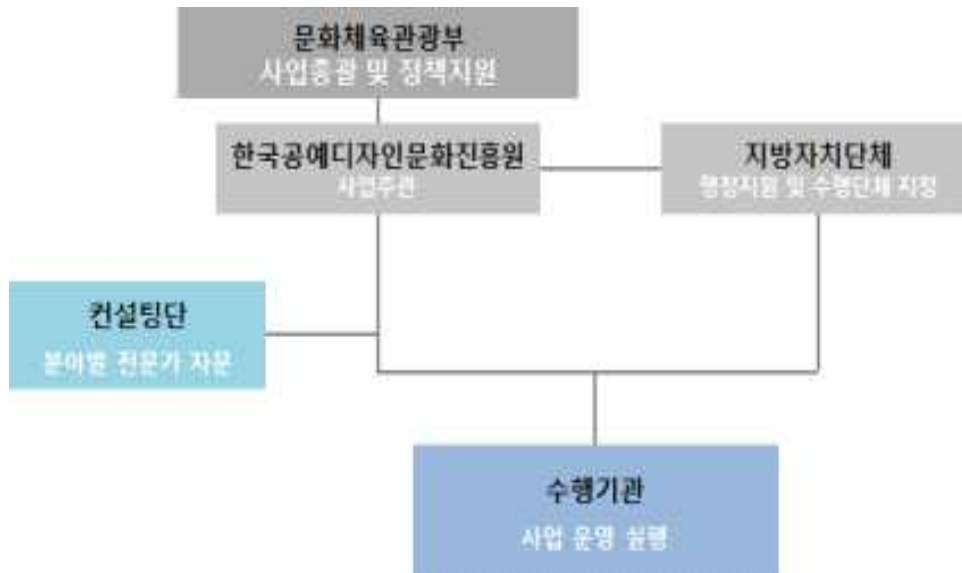 문화체육관광부
사업총괄 및 정책지원
한국공예디자인문화진흥원
사업주관
지방자치단체
행정지원 및 수행단체 지정
컨설팅단
분야별 전문가 자문
수행기관
사업 운영 실행